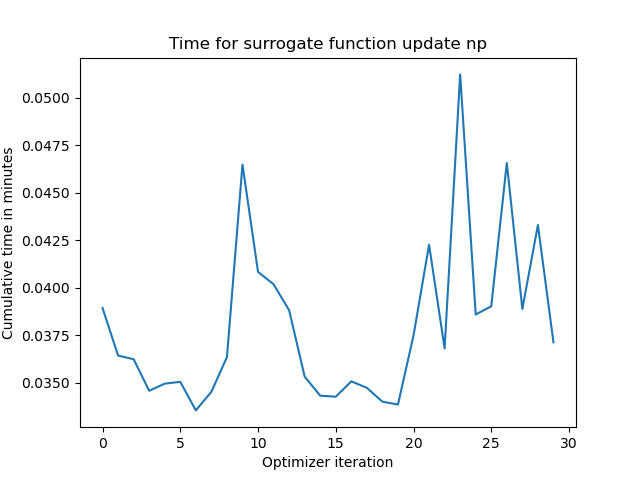 Time for surrogate function update np
Cumulative time in minutes
0.0500
0.0475
0.0450
0.0425
0.0400
0.0375
0.0350
0 5 10 15 20 25 30
Optimizer iteration